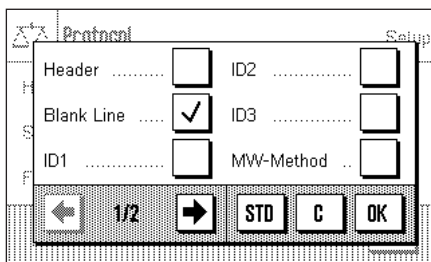 Protocol Setup
Header .......... ID2 ...............
Blank Line ..... ID3 ...............
ID1 ............... MW-Method ..
H
S
F
1/2 STD C OK